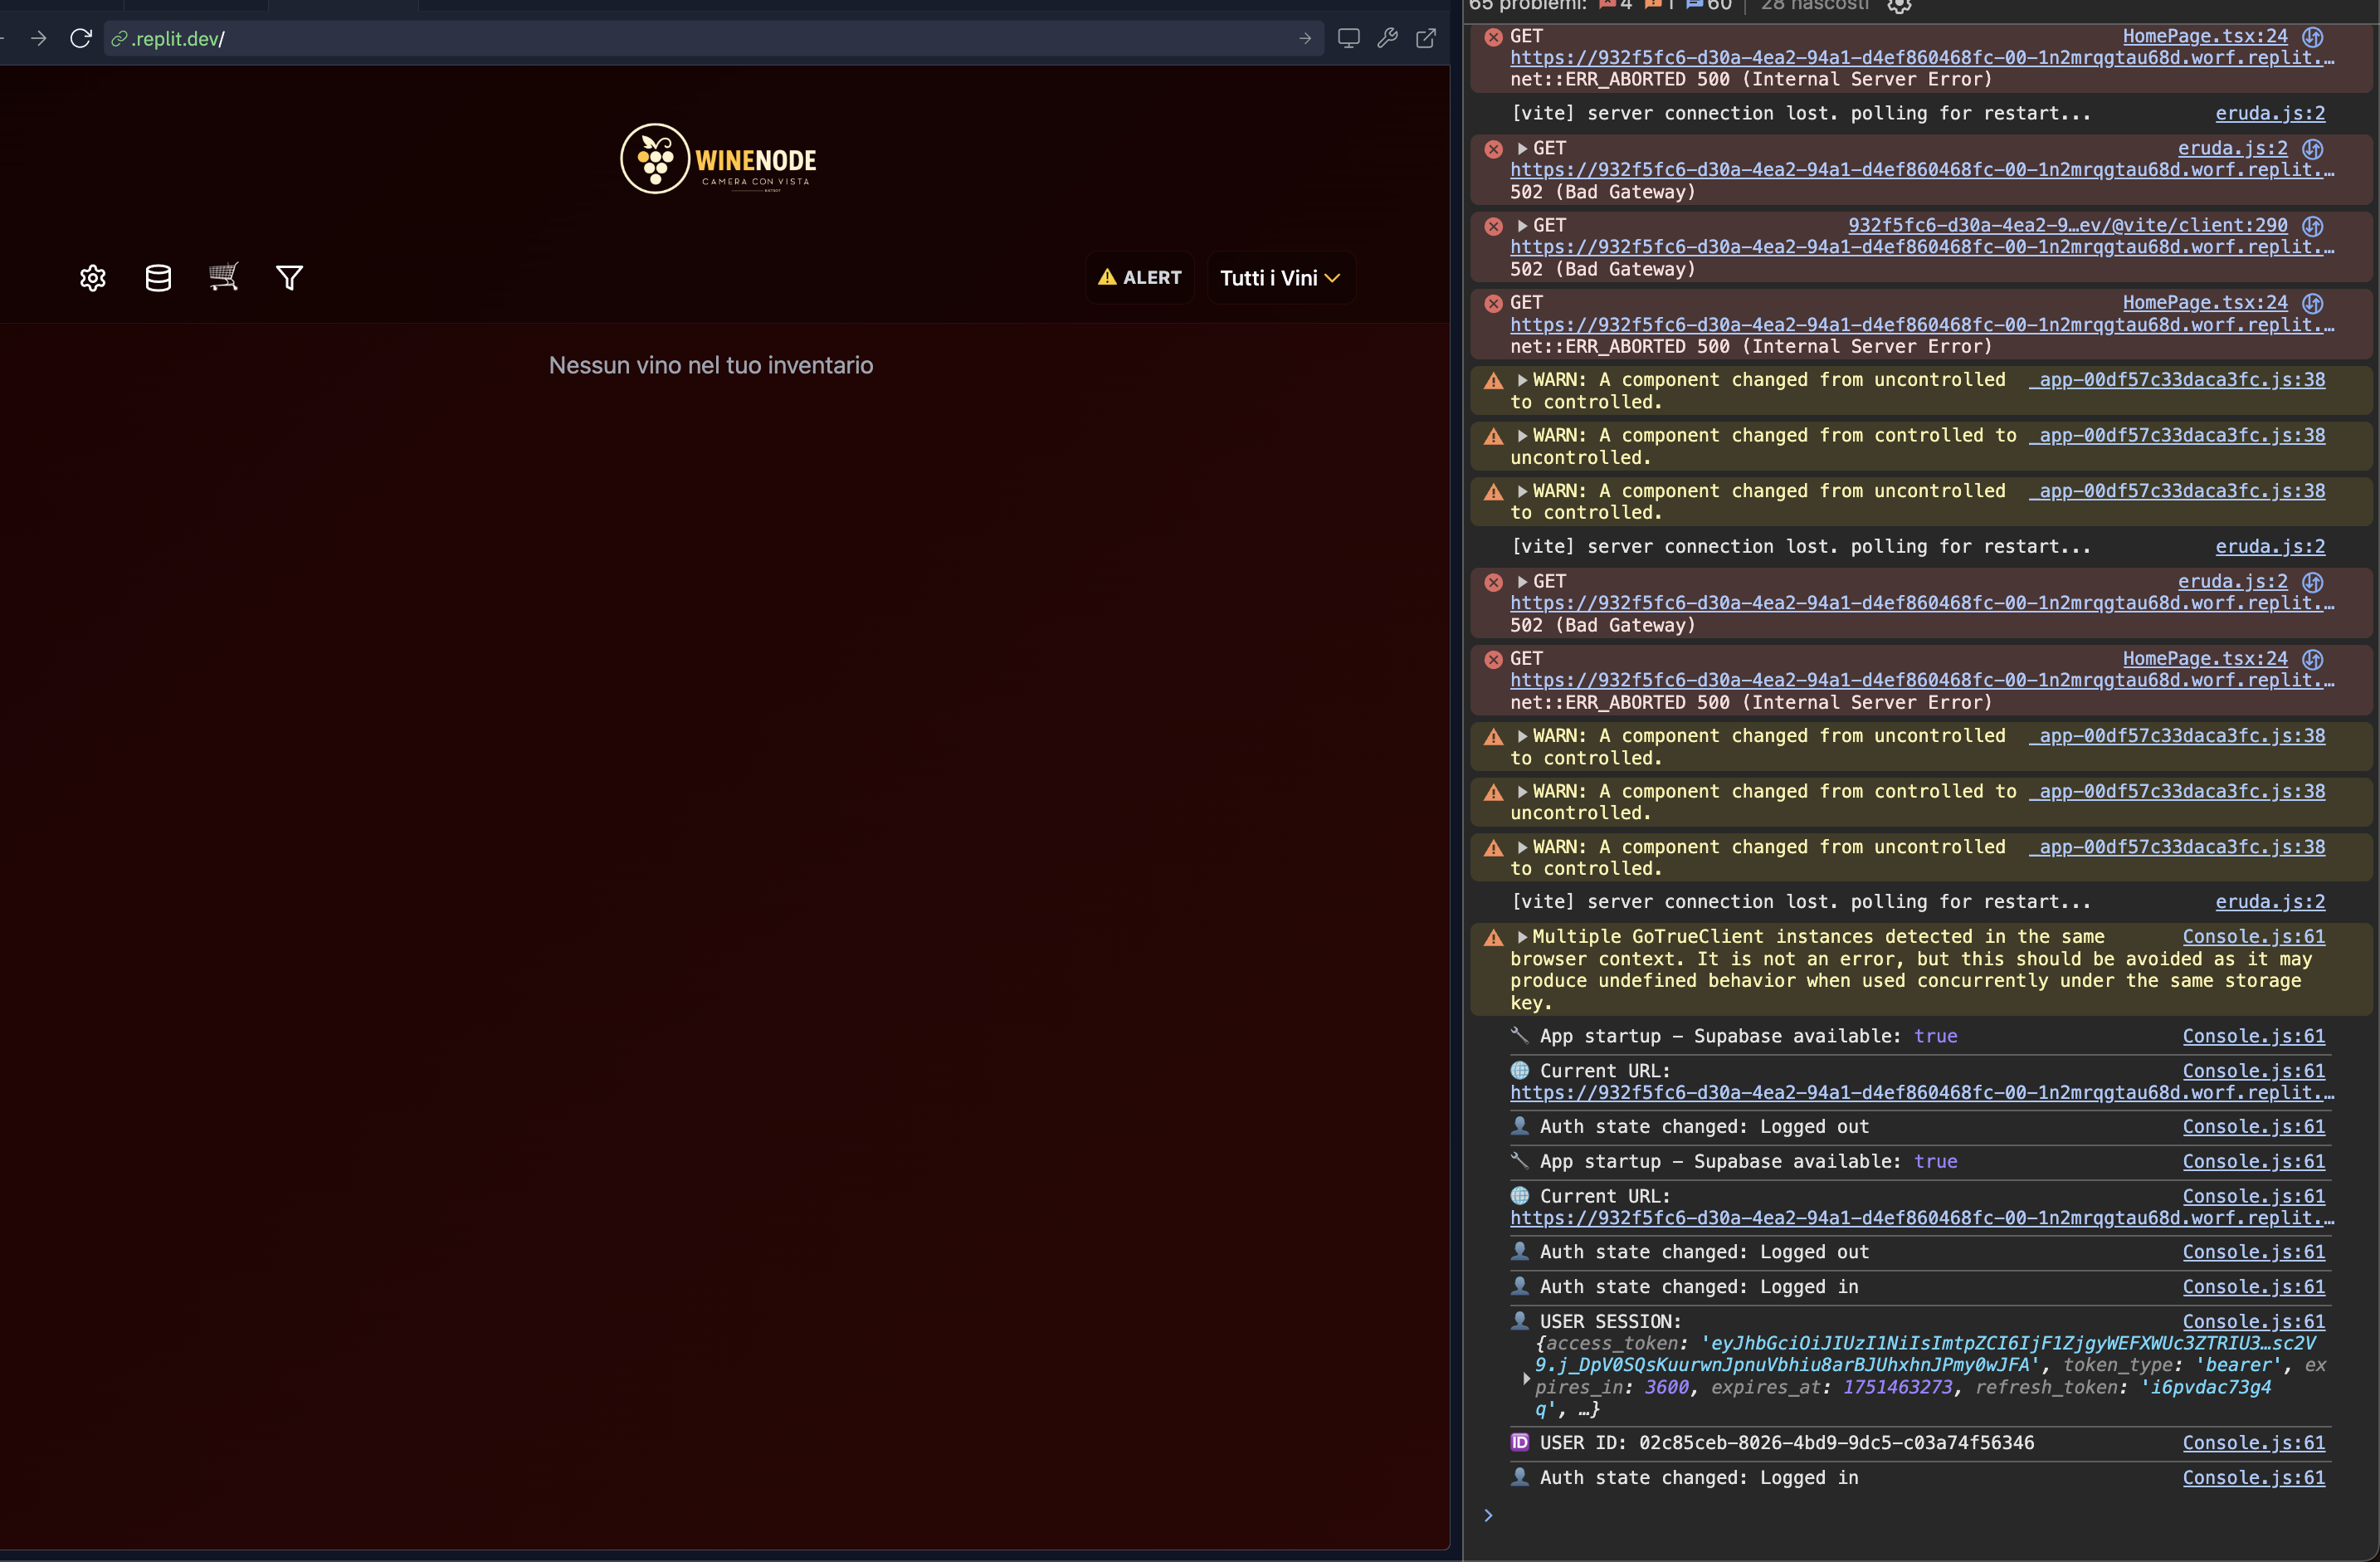 .replit.dev/
WINENODE
CAMERA CON VISTA
ALERT
Tutti i Vini
Nessun vino nel tuo inventario
65 problemi: 4 1 60 28 nascosti
GET HomePage.tsx:24
https://932f5fc6-d30a-4ea2-94a1-d4ef860468fc-00-1n2mrqgtau68d.worf.replit.…
net::ERR_ABORTED 500 (Internal Server Error)
[vite] server connection lost. polling for restart... eruda.js:2
GET eruda.js:2
https://932f5fc6-d30a-4ea2-94a1-d4ef860468fc-00-1n2mrqgtau68d.worf.replit.…
502 (Bad Gateway)
GET 932f5fc6-d30a-4ea2-9…ev/@vite/client:290
https://932f5fc6-d30a-4ea2-94a1-d4ef860468fc-00-1n2mrqgtau68d.worf.replit.…
502 (Bad Gateway)
GET HomePage.tsx:24
https://932f5fc6-d30a-4ea2-94a1-d4ef860468fc-00-1n2mrqgtau68d.worf.replit.…
net::ERR_ABORTED 500 (Internal Server Error)
WARN: A component changed from uncontrolled _app-00df57c33daca3fc.js:38
to controlled.
WARN: A component changed from controlled to _app-00df57c33daca3fc.js:38
uncontrolled.
WARN: A component changed from uncontrolled _app-00df57c33daca3fc.js:38
to controlled.
[vite] server connection lost. polling for restart... eruda.js:2
GET eruda.js:2
https://932f5fc6-d30a-4ea2-94a1-d4ef860468fc-00-1n2mrqgtau68d.worf.replit.…
502 (Bad Gateway)
GET HomePage.tsx:24
https://932f5fc6-d30a-4ea2-94a1-d4ef860468fc-00-1n2mrqgtau68d.worf.replit.…
net::ERR_ABORTED 500 (Internal Server Error)
WARN: A component changed from uncontrolled _app-00df57c33daca3fc.js:38
to controlled.
WARN: A component changed from controlled to _app-00df57c33daca3fc.js:38
uncontrolled.
WARN: A component changed from uncontrolled _app-00df57c33daca3fc.js:38
to controlled.
[vite] server connection lost. polling for restart... eruda.js:2
Multiple GoTrueClient instances detected in the same Console.js:61
browser context. It is not an error, but this should be avoided as it may
produce undefined behavior when used concurrently under the same storage
key.
App startup - Supabase available: true Console.js:61
Current URL: Console.js:61
https://932f5fc6-d30a-4ea2-94a1-d4ef860468fc-00-1n2mrqgtau68d.worf.replit.…
Auth state changed: Logged out Console.js:61
App startup - Supabase available: true Console.js:61
Current URL: Console.js:61
https://932f5fc6-d30a-4ea2-94a1-d4ef860468fc-00-1n2mrqgtau68d.worf.replit.…
Auth state changed: Logged out Console.js:61
Auth state changed: Logged in Console.js:61
USER SESSION: Console.js:61
{access_token: 'eyJhbGciOiJIUzI1NiIsImtpZCI6IjF1ZjgyWEFXWUc3ZTRIU3…sc2V
9.j_DpV0SQsKuurwnJpnuVbhiu8arBJUhxhnJPmy0wJFA', token_type: 'bearer', ex
pires_in: 3600, expires_at: 1751463273, refresh_token: 'i6pvdac73g4
q', …}
ID USER ID: 02c85ceb-8026-4bd9-9dc5-c03a74f56346 Console.js:61
Auth state changed: Logged in Console.js:61